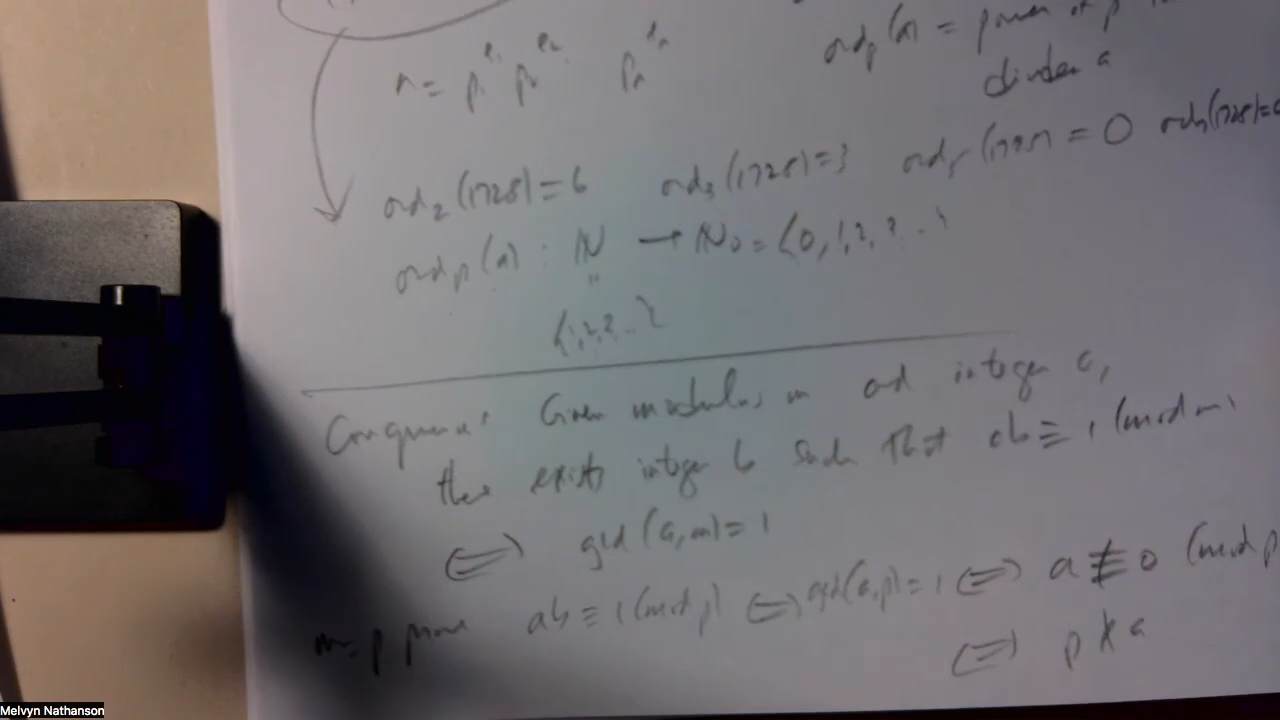 n = p₁^e₁ p₂^e₂ pᵣ^eᵣ
ord_p(a) = power of p
divides a
ord₂(1728)=6 ord₃(1728)=3 ord₅(1728) = 0
ord_p(a) : ℕ → ℕ₀ = {0,1,2,3...}
"
{1,2,3...}
Congruence: Given modulus m and integer a,
there exists integer b such that ab ≡ 1 (mod m)
⟺ gcd(a,m)=1
m=p prime ab ≡ 1 (mod p) ⟺ gcd(a,p)=1 ⟺ a ≢ 0 (mod p
⟺ p ∤ a
Melvyn Nathanson